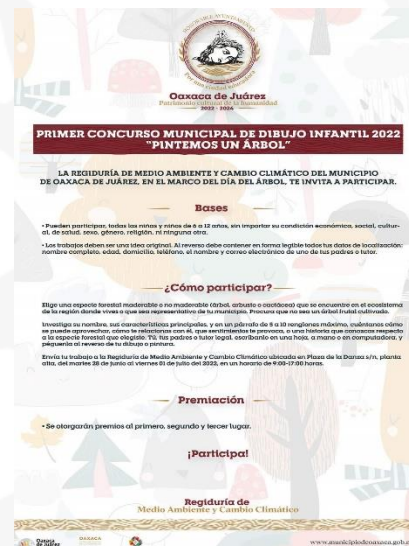 HONORABLE AYUNTAMIENTO
Oaxaca de Juárez
Patrimonio cultural de la humanidad
2022 - 2024
PRIMER CONCURSO MUNICIPAL DE DIBUJO INFANTIL 2022
“PINTEMOS UN ÁRBOL”
LA REGIDURÍA DE MEDIO AMBIENTE Y CAMBIO CLIMÁTICO DEL MUNICIPIO
DE OAXACA DE JUÁREZ, EN EL MARCO DEL DÍA DEL ÁRBOL, TE INVITA A PARTICIPAR.
Bases
• Pueden participar, todas las niñas y niños de 6 a 12 años, sin importar su condición económica, social, cultur-
al, de salud, sexo, género, religión, ni ninguna otra.
• Los trabajos deben ser una idea original. Al reverso debe contener en forma legible todos tus datos de localización:
nombre completo, edad, domicilio, teléfono, el nombre y correo electrónico de uno de tus padres o tutor.
¿Cómo participar?
Elige una especie forestal maderable o no maderable (árbol, arbusto o cactácea) que se encuentre en el ecosistema
de la región donde vives o que sea representativo de tu municipio. Procura que no sea un árbol frutal cultivado.
Investiga su nombre, sus características principales, y en un párrafo de 5 a 10 renglones máximo, cuéntanos cómo
se puede aprovechar, cómo te relacionas con él, que sentimientos te provoca, o una historia que conozcas respecto
a la especie forestal que elegiste. Tú, tus padres o tutor legal, escríbanlo en una hoja, a mano o en computadora, y
péguenla al reverso de tu dibujo o pintura.
Envía tu trabajo a la Regiduría de Medio Ambiente y Cambio Climático ubicada en Plaza de la Danza s/n, planta
alta, del martes 28 de junio al viernes 01 de julio del 2022, en un horario de 9:00-17:00 horas.
Premiación
• Se otorgarán premios al primero, segundo y tercer lugar.
¡Participa!
Regiduría de
Medio Ambiente y Cambio Climático
Oaxaca
de Juárez
OAXACA
www.municipiodeoaxaca.gob.